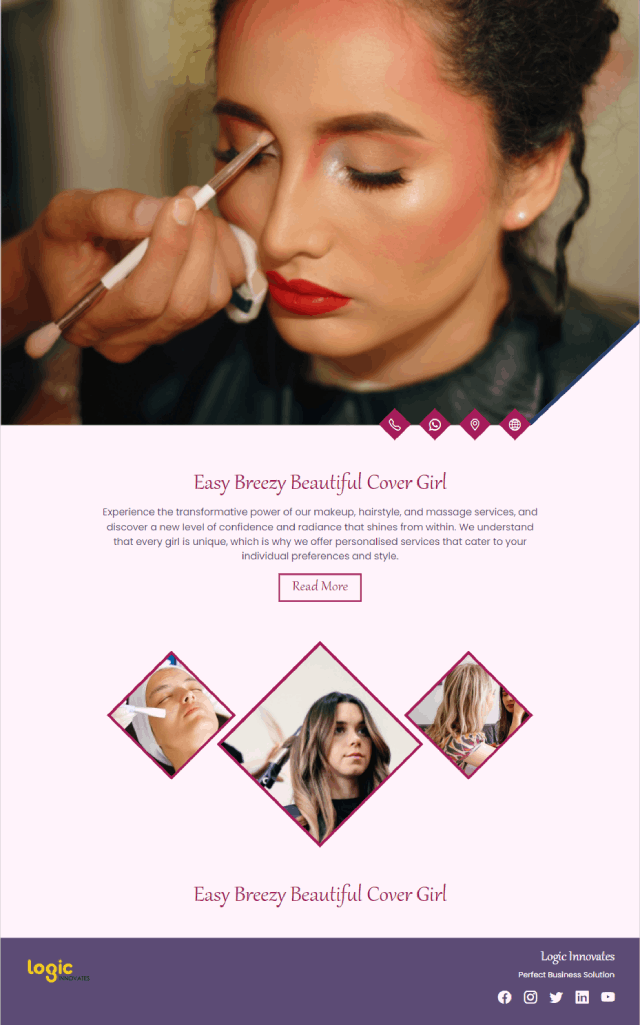 Easy Breezy Beautiful Cover Girl
Experience the transformative power of our makeup, hairstyle, and massage services, and
discover a new level of confidence and radiance that shines from within. We understand
that every girl is unique, which is why we offer personalised services that cater to your
individual preferences and style.
Read More
Easy Breezy Beautiful Cover Girl
logic
INNOVATES
Logic Innovates
Perfect Business Solution